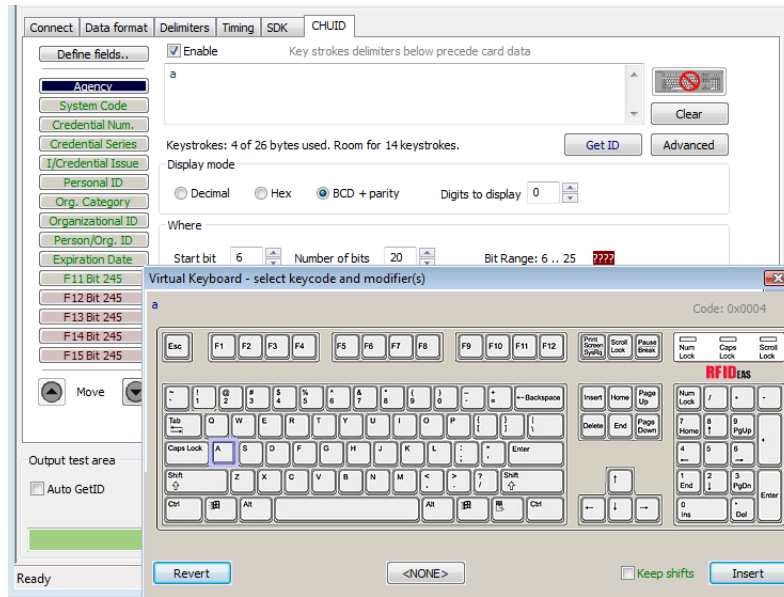 Connect Data format Delimiters Timing SDK CHUID
Define fields..
Enable Key strokes delimiters below precede card data
Agency
System Code
Credential Num.
Credential Series
I/Credential Issue
Personal ID
Org. Category
Organizational ID
Person/Org. ID
Expiration Date
F11 Bit 245
F12 Bit 245
F13 Bit 245
F14 Bit 245
F15 Bit 245
Move
a
Clear
Keystrokes: 4 of 26 bytes used. Room for 14 keystrokes. Get ID Advanced
Display mode
Decimal Hex BCD + parity Digits to display 0
Where
Start bit 6 Number of bits 20 Bit Range: 6 .. 25 ????
Output test area
Auto GetID
Ready
Virtual Keyboard - select keycode and modifier(s)
a Code: 0x0004
Esc F1 F2 F3 F4 F5 F6 F7 F8 F9 F10 F11 F12 Print Screen SysRq Scroll Lock Pause Break Num Lock Caps Lock Scroll Lock
RFIDEAS
~ ` ! 1 @ 2 # 3 $ 4 % 5 ^ 6 & 7 * 8 ( 9 ) 0 _ - + = ←Backspace Insert Home Page Up Num Lock / * -
Tab Q W E R T Y U I O P { [ } ] | \ Delete End Page Down 7 Home 8 ↑ 9 PgUp +
Caps Lock A S D F G H J K L : ; " ' Enter 4 ← 5 6 →
Shift Z X C V B N M < , > . ? / Shift ↑ 1 End 2 ↓ 3 PgDn Enter
Ctrl Alt Alt Ctrl ← ↓ → 0 Ins . Del
Revert <NONE> Keep shifts Insert